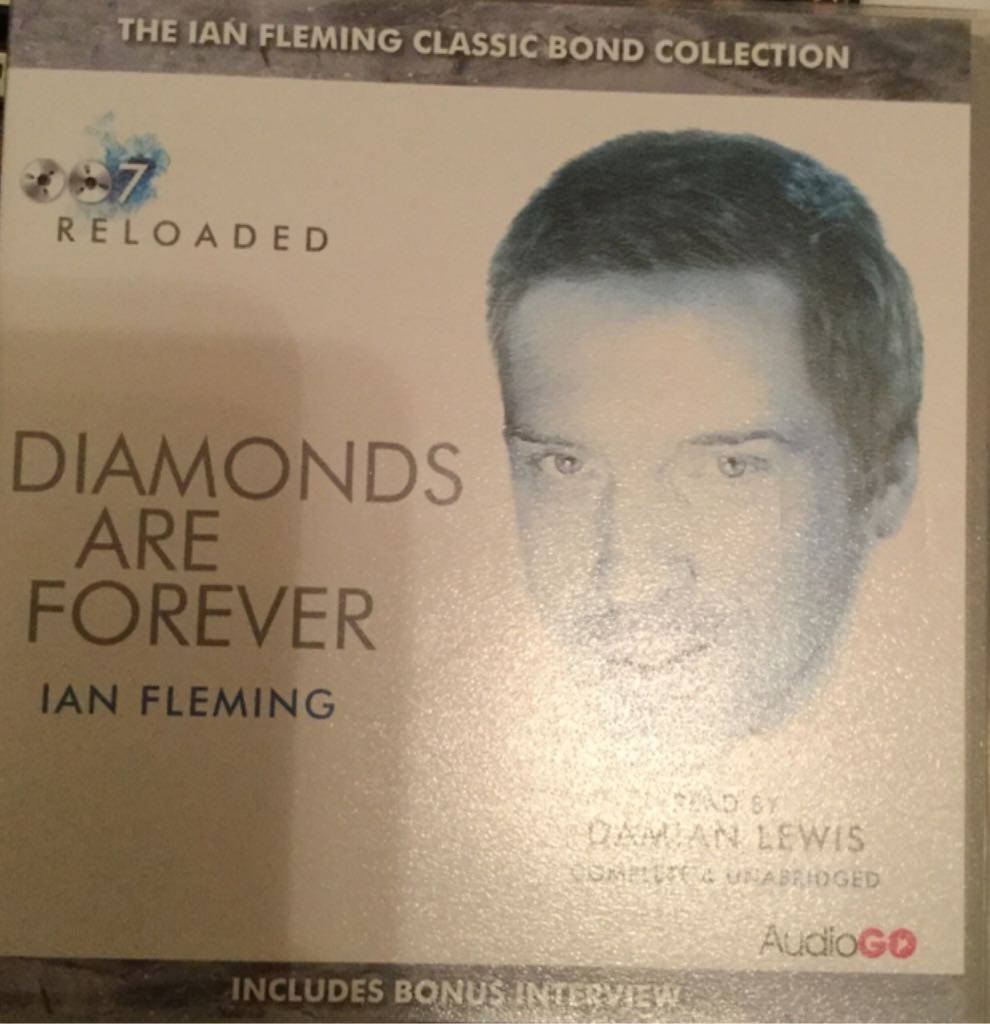 THE IAN FLEMING CLASSIC BOND COLLECTION
007
RELOADED
DIAMONDS
ARE
FOREVER
IAN FLEMING
READ BY
DAMIAN LEWIS
COMPLETE & UNABRIDGED
AudioGO
INCLUDES BONUS INTERVIEW